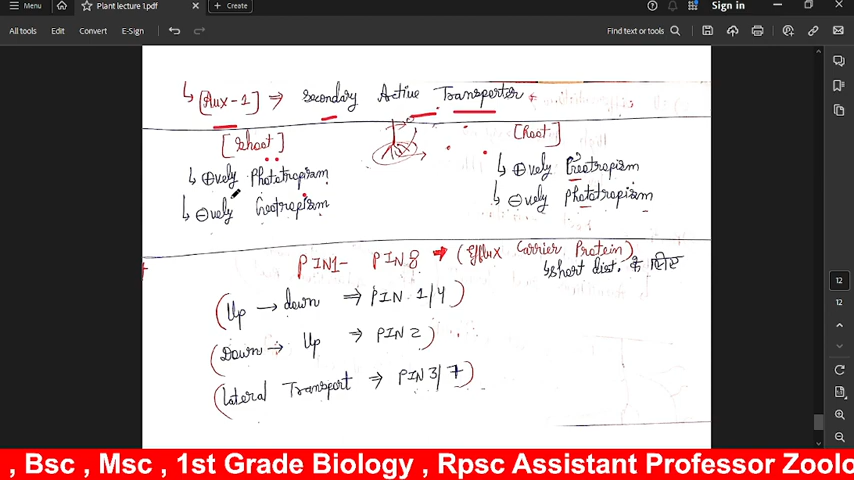 Menu Plant lecture 1.pdf Create Sign in
All tools Edit Convert E-Sign Find text or tools
[Aux-1] ⇒ Secondary Active Transporter
[Shoot] [Root]
↳ ⊕vely Phototropism ↳ ⊕vely Geotropism
↳ ⊖vely Geotropism ↳ ⊖vely Phototropism
PIN1- PIN8 → (Efflux Carrier Protein)
↳ short dist. के लिए
(Up → down ⇒ PIN 1/4)
(Down → Up ⇒ PIN 2)
(lateral Transport ⇒ PIN 3/7)
12
12
, Bsc , Msc , 1st Grade Biology , Rpsc Assistant Professor Zoolo